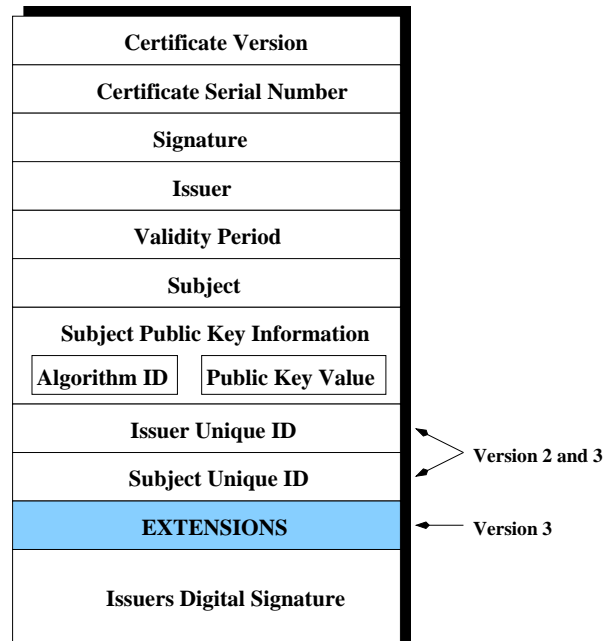 Certificate Version
Certificate Serial Number
Signature
Issuer
Validity Period
Subject
Subject Public Key Information
Algorithm ID
Public Key Value
Issuer Unique ID
Version 2 and 3
Subject Unique ID
EXTENSIONS
Version 3
Issuers Digital Signature